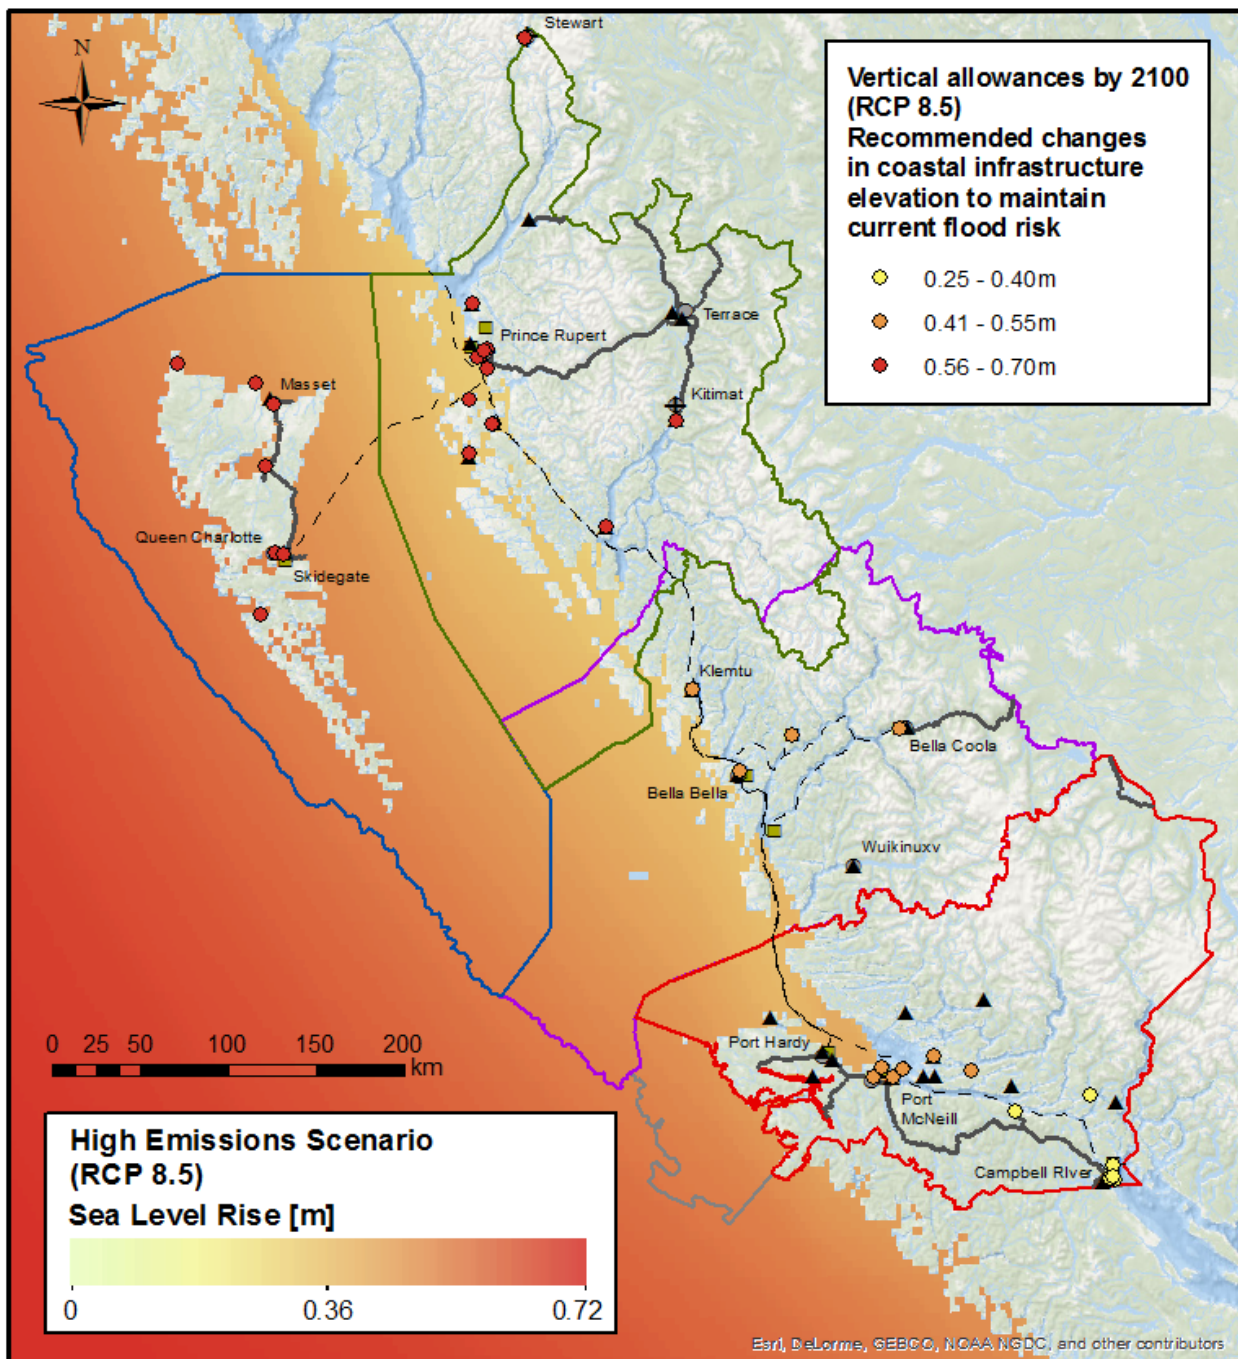 Stewart
N
Vertical allowances by 2100
(RCP 8.5)
Recommended changes
in coastal infrastructure
elevation to maintain
current flood risk
0.25 - 0.40m
0.41 - 0.55m
0.56 - 0.70m
Terrace
Prince Rupert
Masset
Kitimat
Queen Charlotte
Skidegate
Klemtu
Bella Coola
Bella Bella
Wuikinuxv
Port Hardy
Port
McNeill
Campbell RIver
0 25 50 100 150 200
km
High Emissions Scenario
(RCP 8.5)
Sea Level Rise [m]
0 0.36 0.72
Esri, DeLorme, GEBCO, NOAA NGDC, and other contributors